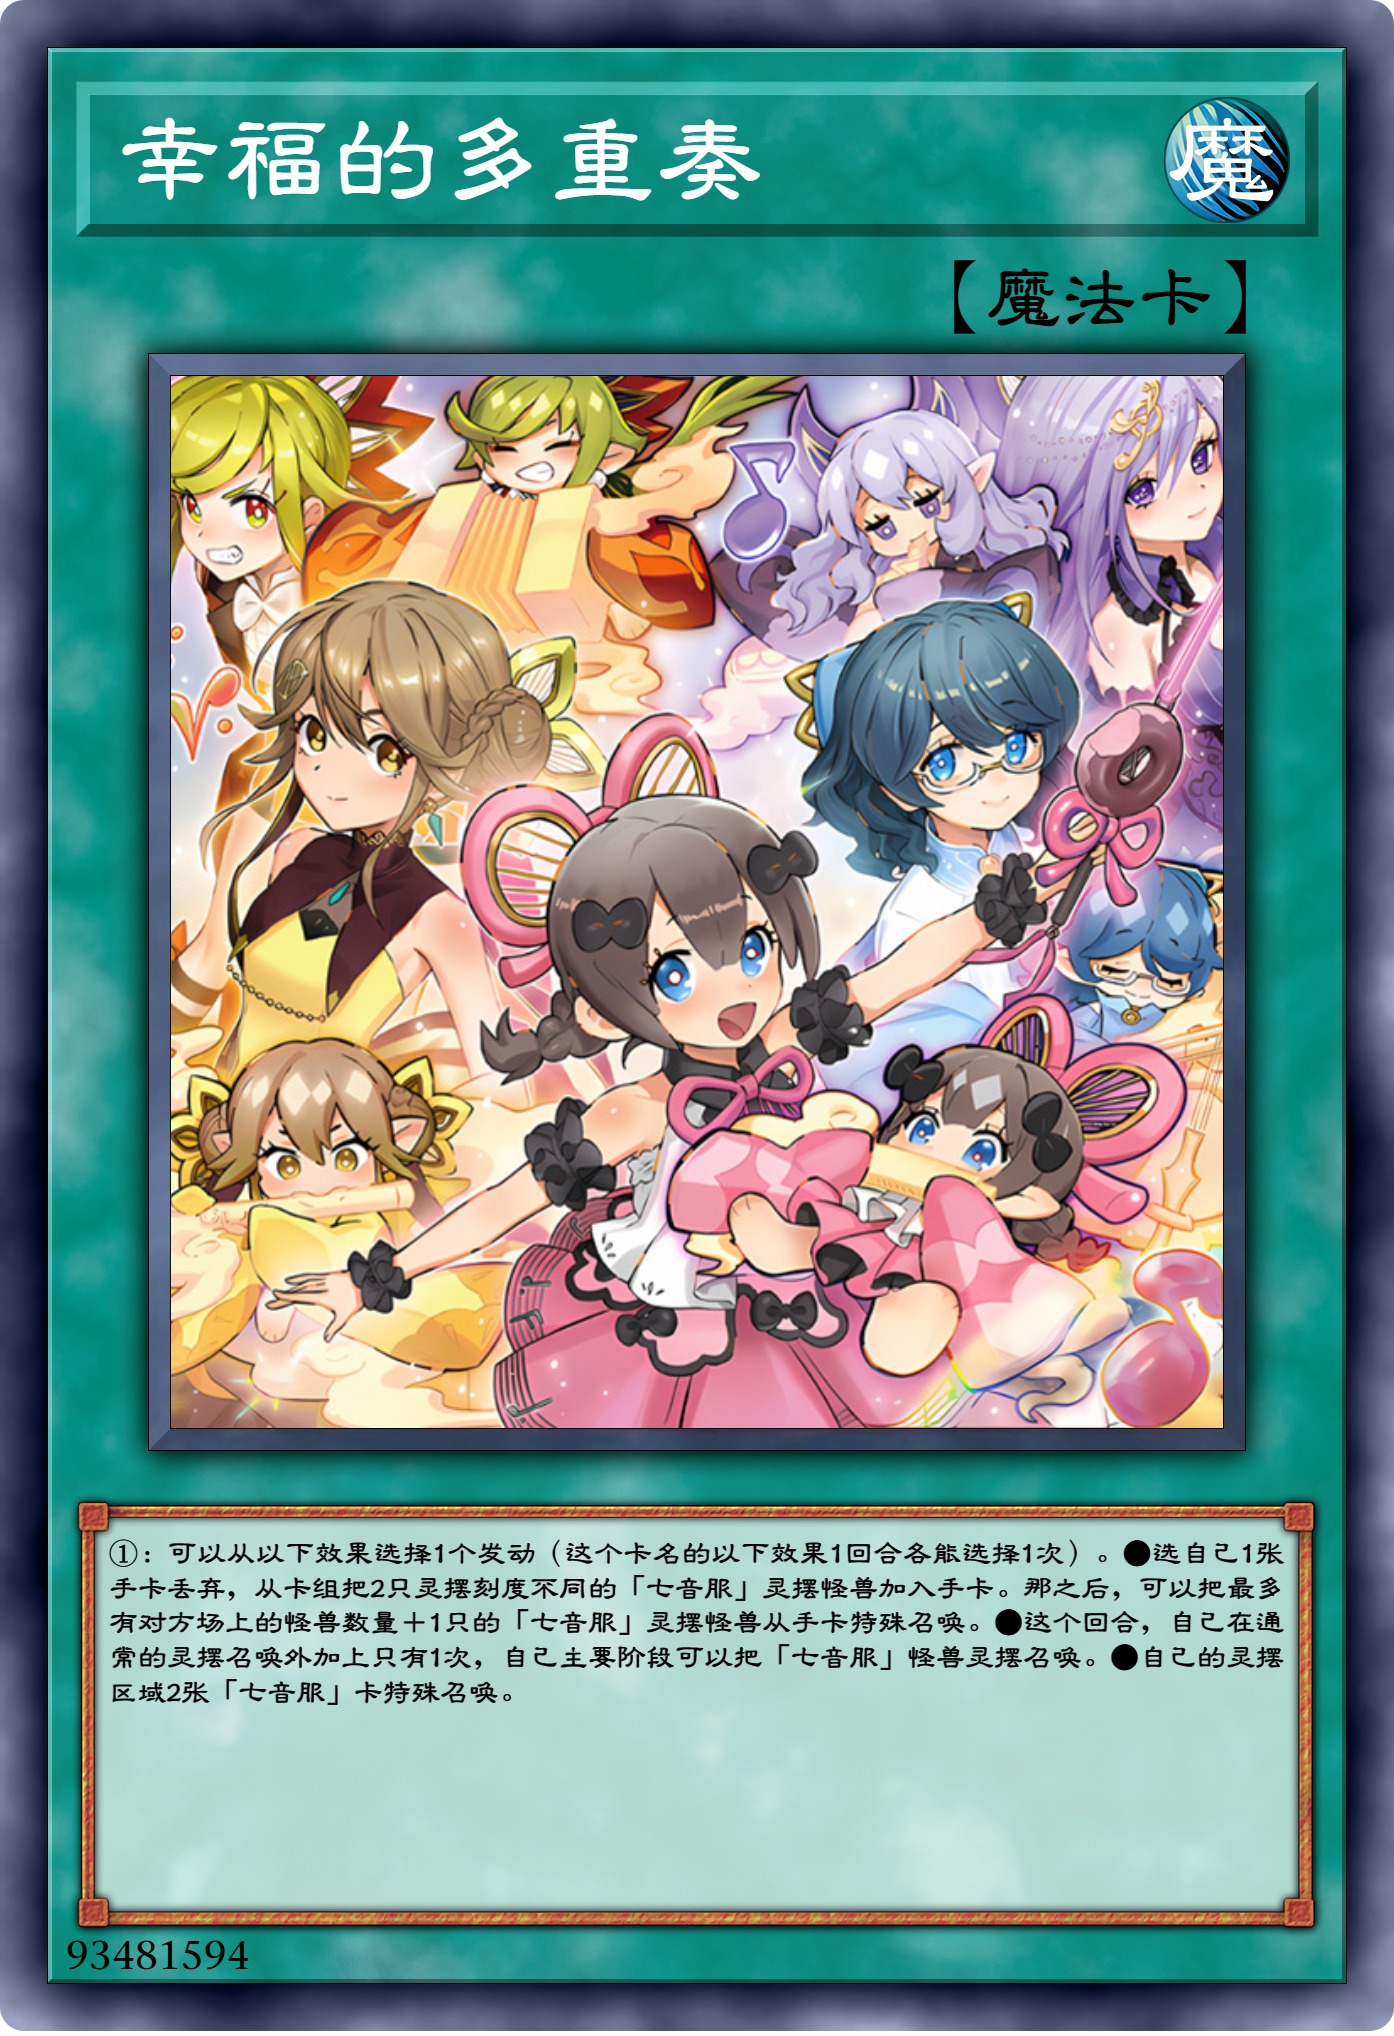 幸福的多重奏
魔
【魔法卡】
①：可以从以下效果选择1个发动（这个卡名的以下效果1回合各能选择1次）。●选自己1张
手卡丢弃，从卡组把2只灵摆刻度不同的「七音服」灵摆怪兽加入手卡。那之后，可以把最多
有对方场上的怪兽数量＋1只的「七音服」灵摆怪兽从手卡特殊召唤。●这个回合，自己在通
常的灵摆召唤外加上只有1次，自己主要阶段可以把「七音服」怪兽灵摆召唤。●自己的灵摆
区域2张「七音服」卡特殊召唤。
93481594